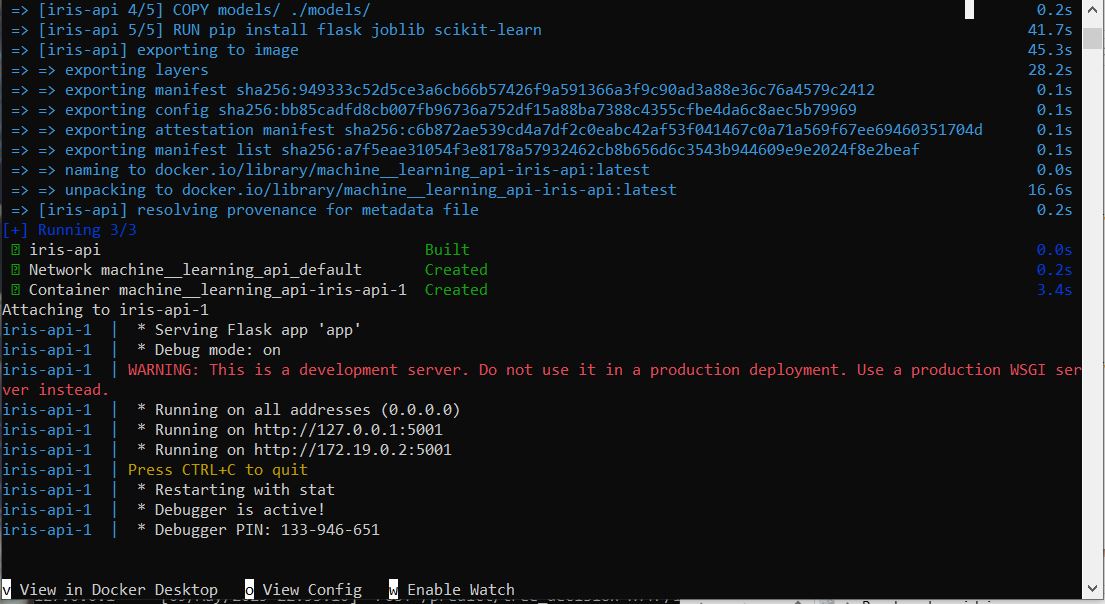 => [iris-api 4/5] COPY models/ ./models/ 0.2s
=> [iris-api 5/5] RUN pip install flask joblib scikit-learn 41.7s
=> [iris-api] exporting to image 45.3s
=> => exporting layers 28.2s
=> => exporting manifest sha256:949333c52d5ce3a6cb66b57426f9a591366a3f9c90ad3a88e36c76a4579c2412 0.1s
=> => exporting config sha256:bb85cadfd8cb007fb96736a752df15a88ba7388c4355cfbe4da6c8aec5b79969 0.1s
=> => exporting attestation manifest sha256:c6b872ae539cd4a7df2c0eabc42af53f041467c0a71a569f67ee69460351704d 0.1s
=> => exporting manifest list sha256:a7f5eae31054f3e8178a57932462cb8b656d6c3543b944609e9e2024f8e2beaf 0.1s
=> => naming to docker.io/library/machine__learning_api-iris-api:latest 0.0s
=> => unpacking to docker.io/library/machine__learning_api-iris-api:latest 16.6s
=> [iris-api] resolving provenance for metadata file 0.2s
[+] Running 3/3
iris-api Built 0.0s
Network machine__learning_api_default Created 0.2s
Container machine__learning_api-iris-api-1 Created 3.4s
Attaching to iris-api-1
iris-api-1 | * Serving Flask app 'app'
iris-api-1 | * Debug mode: on
iris-api-1 | WARNING: This is a development server. Do not use it in a production deployment. Use a production WSGI ser
ver instead.
iris-api-1 | * Running on all addresses (0.0.0.0)
iris-api-1 | * Running on http://127.0.0.1:5001
iris-api-1 | * Running on http://172.19.0.2:5001
iris-api-1 | Press CTRL+C to quit
iris-api-1 | * Restarting with stat
iris-api-1 | * Debugger is active!
iris-api-1 | * Debugger PIN: 133-946-651
v View in Docker Desktop o View Config w Enable Watch